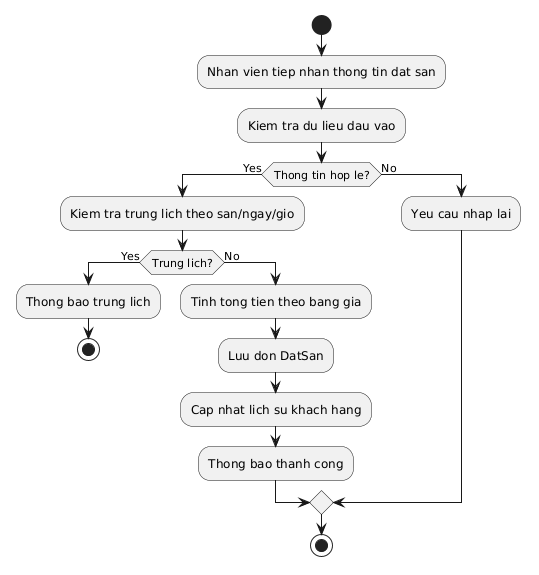 Nhan vien tiep nhan thong tin dat san
Kiem tra du lieu dau vao
Thong tin hop le?
Yes
No
Kiem tra trung lich theo san/ngay/gio
Yeu cau nhap lai
Trung lich?
Yes
No
Thong bao trung lich
Tinh tong tien theo bang gia
Luu don DatSan
Cap nhat lich su khach hang
Thong bao thanh cong